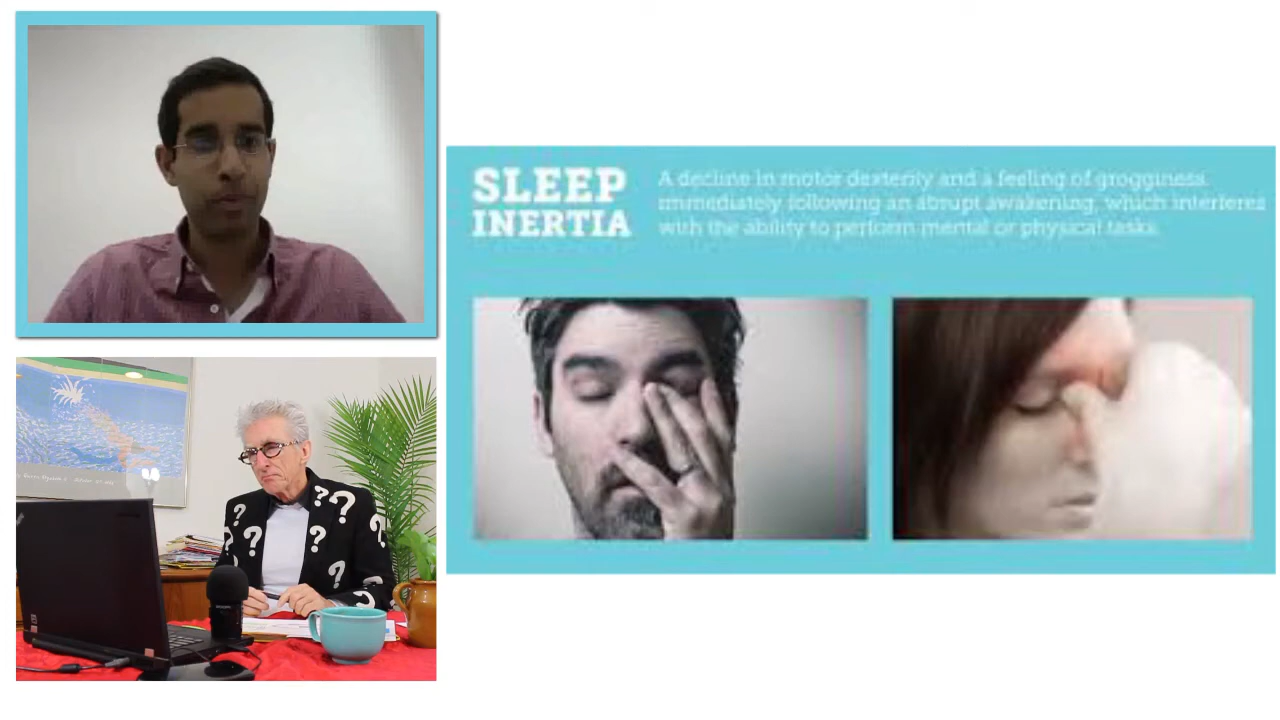 SLEEP
INERTIA
A decline in motor dexterity and a feeling of grogginess
immediately following an abrupt awakening, which interferes
with the ability to perform mental or physical tasks.
? ? ? ? ? ? ? ?